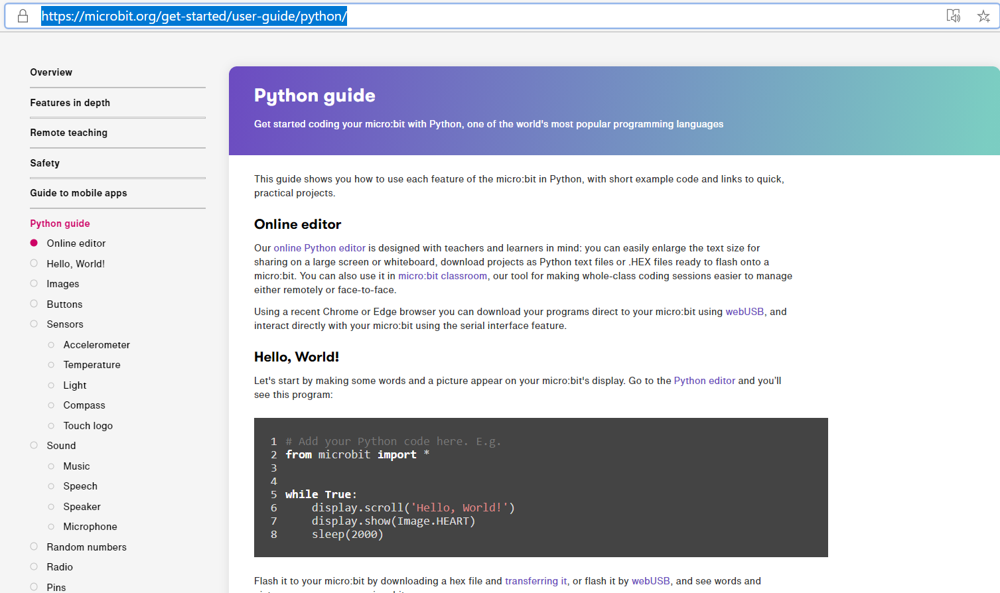 https://microbit.org/get-started/user-guide/python/
Overview
Features in depth
Remote teaching
Safety
Guide to mobile apps
Python guide
Online editor
Hello, World!
Images
Buttons
Sensors
Accelerometer
Temperature
Light
Compass
Touch logo
Sound
Music
Speech
Speaker
Microphone
Random numbers
Radio
Pins
Python guide
Get started coding your micro:bit with Python, one of the world's most popular programming languages
This guide shows you how to use each feature of the micro:bit in Python, with short example code and links to quick,
practical projects.
Online editor
Our online Python editor is designed with teachers and learners in mind: you can easily enlarge the text size for
sharing on a large screen or whiteboard, download projects as Python text files or .HEX files ready to flash onto a
micro:bit. You can also use it in micro:bit classroom, our tool for making whole-class coding sessions easier to manage
either remotely or face-to-face.
Using a recent Chrome or Edge browser you can download your programs direct to your micro:bit using webUSB, and
interact directly with your micro:bit using the serial interface feature.
Hello, World!
Let's start by making some words and a picture appear on your micro:bit's display. Go to the Python editor and you'll
see this program:
1 # Add your Python code here. E.g.
2 from microbit import *
3
4
5 while True:
6     display.scroll('Hello, World!')
7     display.show(Image.HEART)
8     sleep(2000)
Flash it to your micro:bit by downloading a hex file and transferring it, or flash it by webUSB, and see words and